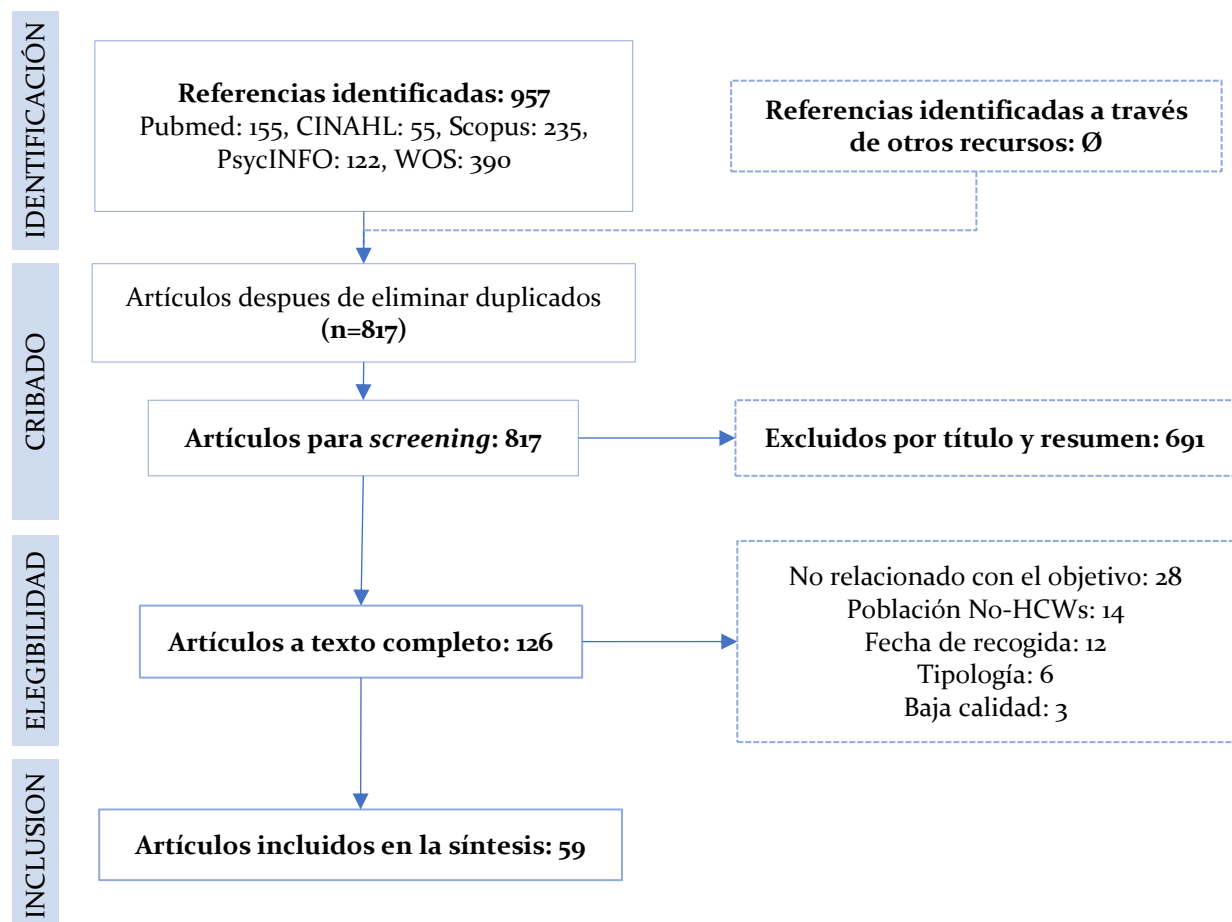 IDENTIFICACIÓN
Referencias identificadas: 957
Pubmed: 155, CINAHL: 55, Scopus: 235,
PsycINFO: 122, WOS: 390
Referencias identificadas a través
de otros recursos: Ø
CRIBADO
Artículos despues de eliminar duplicados
(n=817)
Artículos para screening: 817
Excluidos por título y resumen: 691
ELEGIBILIDAD
Artículos a texto completo: 126
No relacionado con el objetivo: 28
Población No-HCWs: 14
Fecha de recogida: 12
Tipología: 6
Baja calidad: 3
INCLUSION
Artículos incluidos en la síntesis: 59